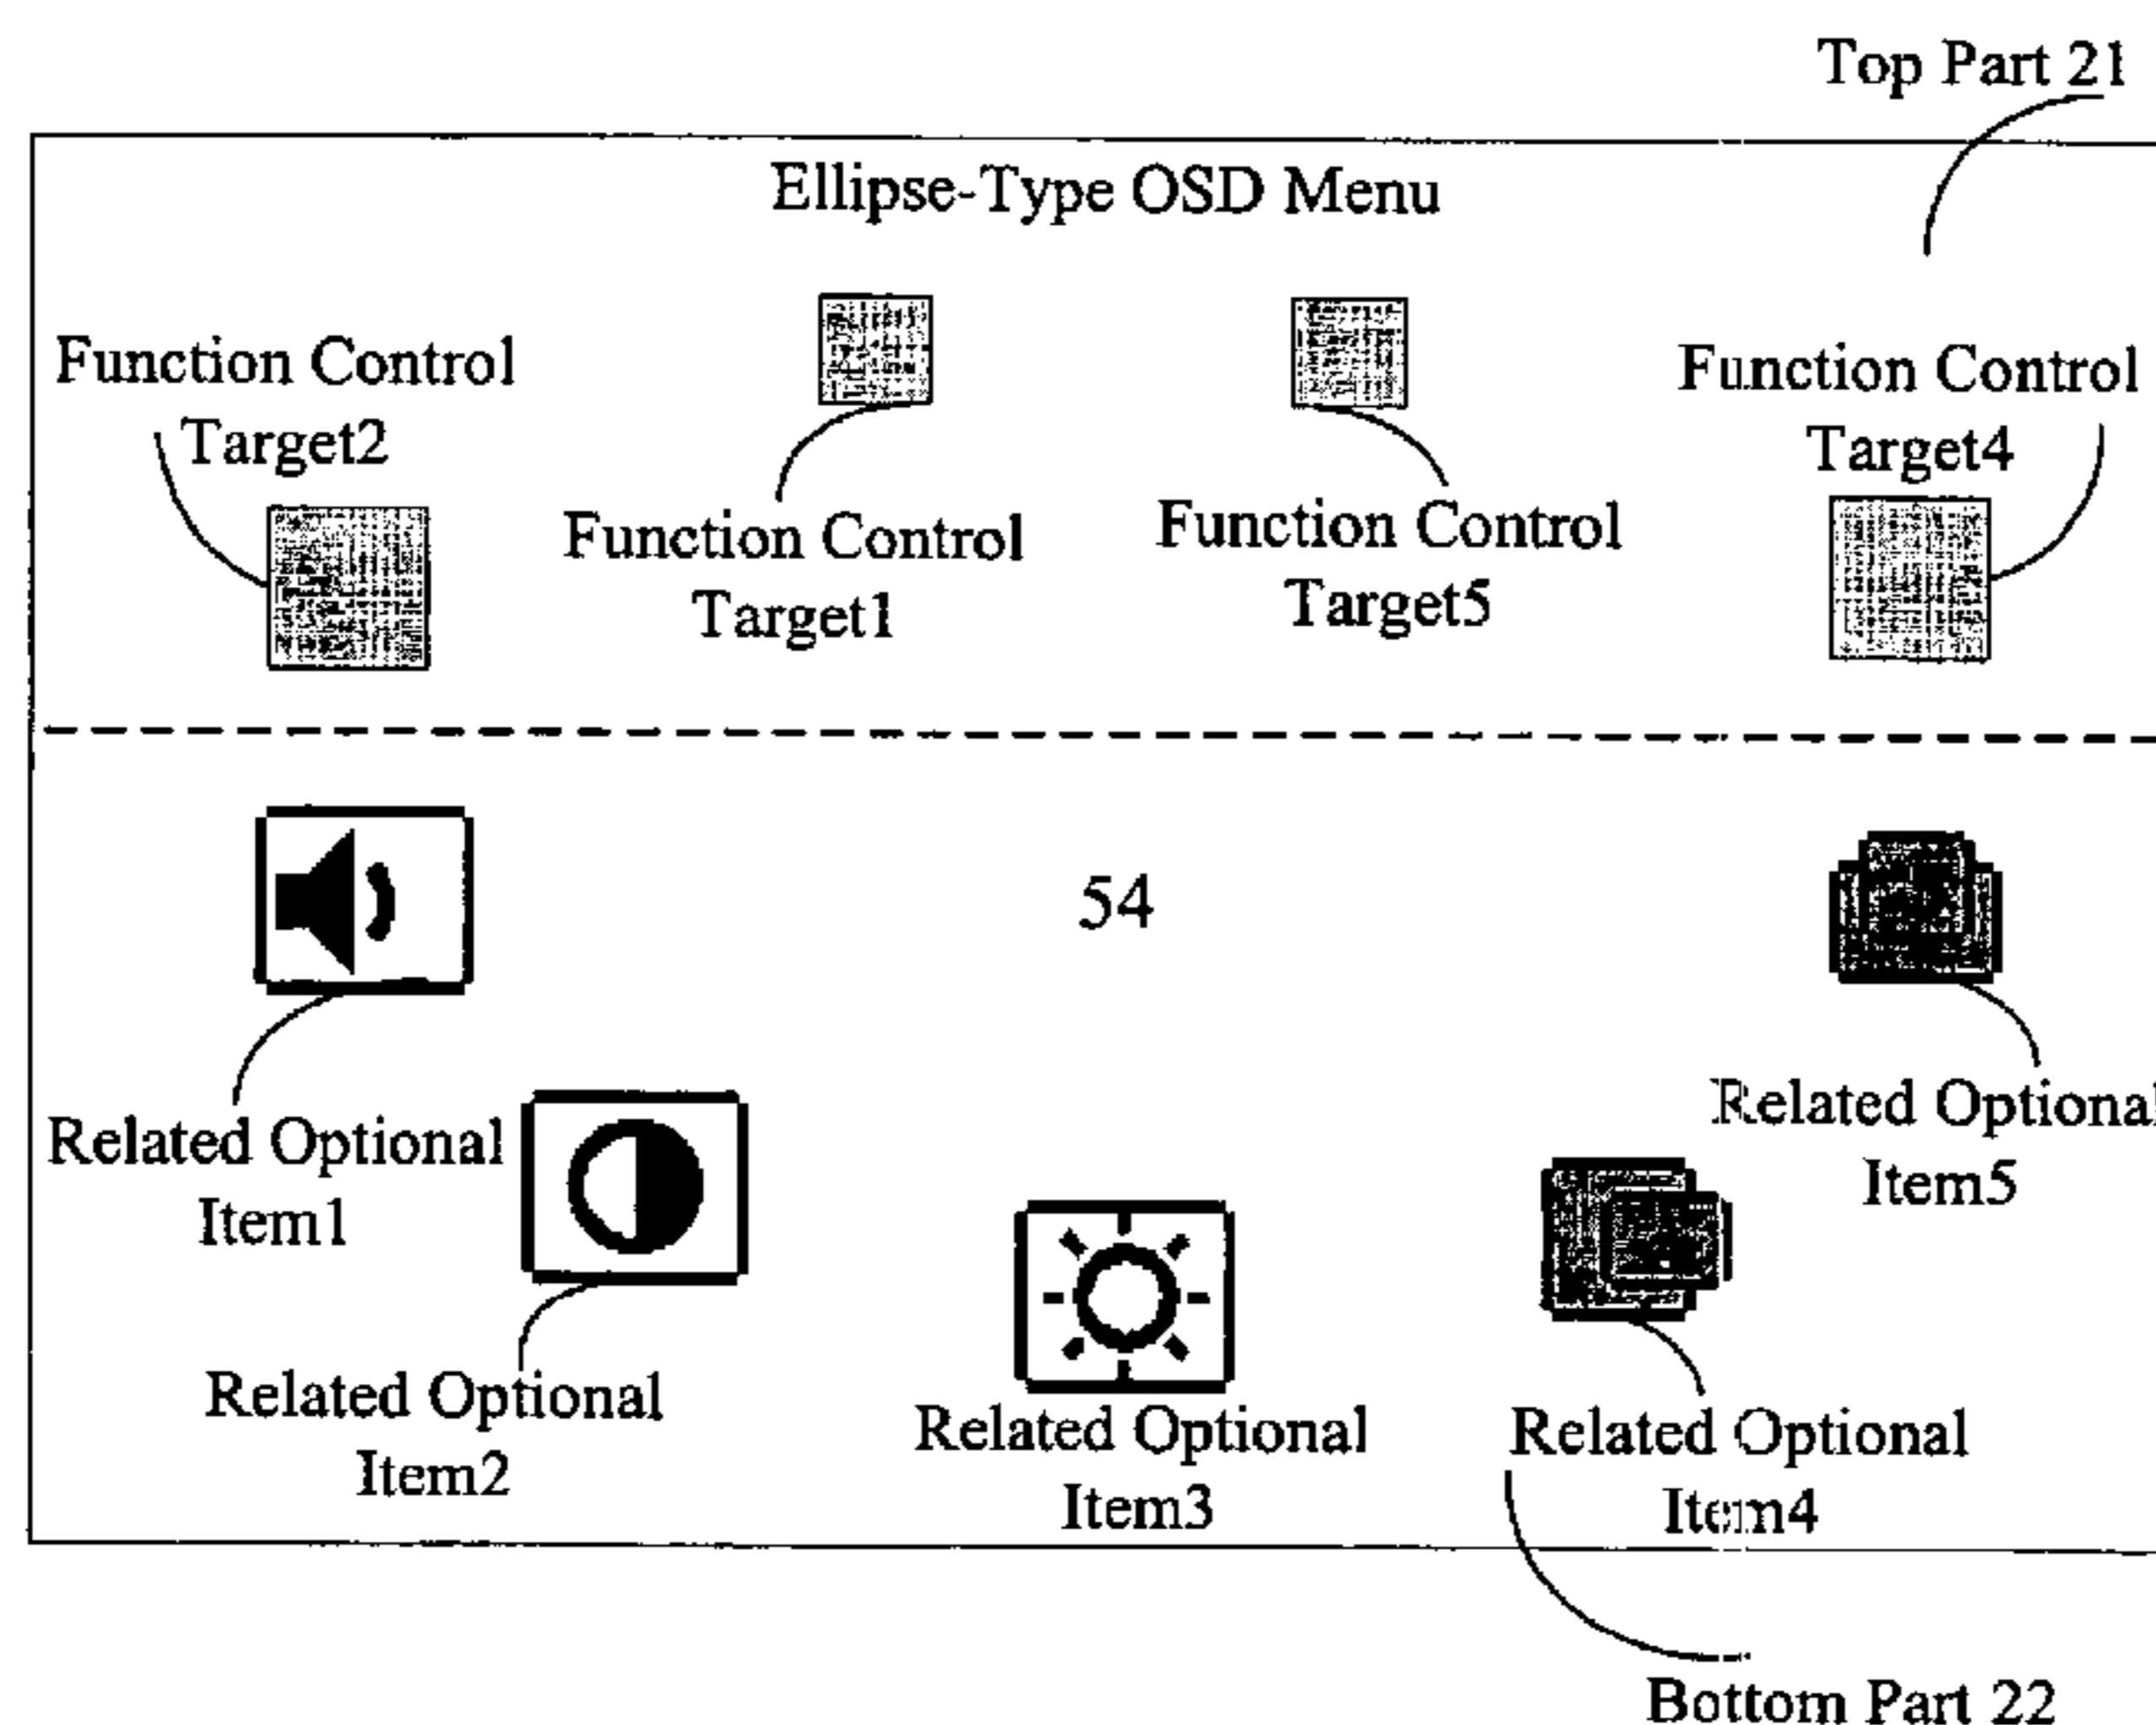 Top Part 21
Ellipse-Type OSD Menu
Function Control
Target2
Function Control
Target1
Function Control
Target5
Function Control
Target4
54
Related Optional
Item1
Related Optional
Item2
Related Optional
Item3
Related Optional
Item4
Related Optional
Item5
Bottom Part 22